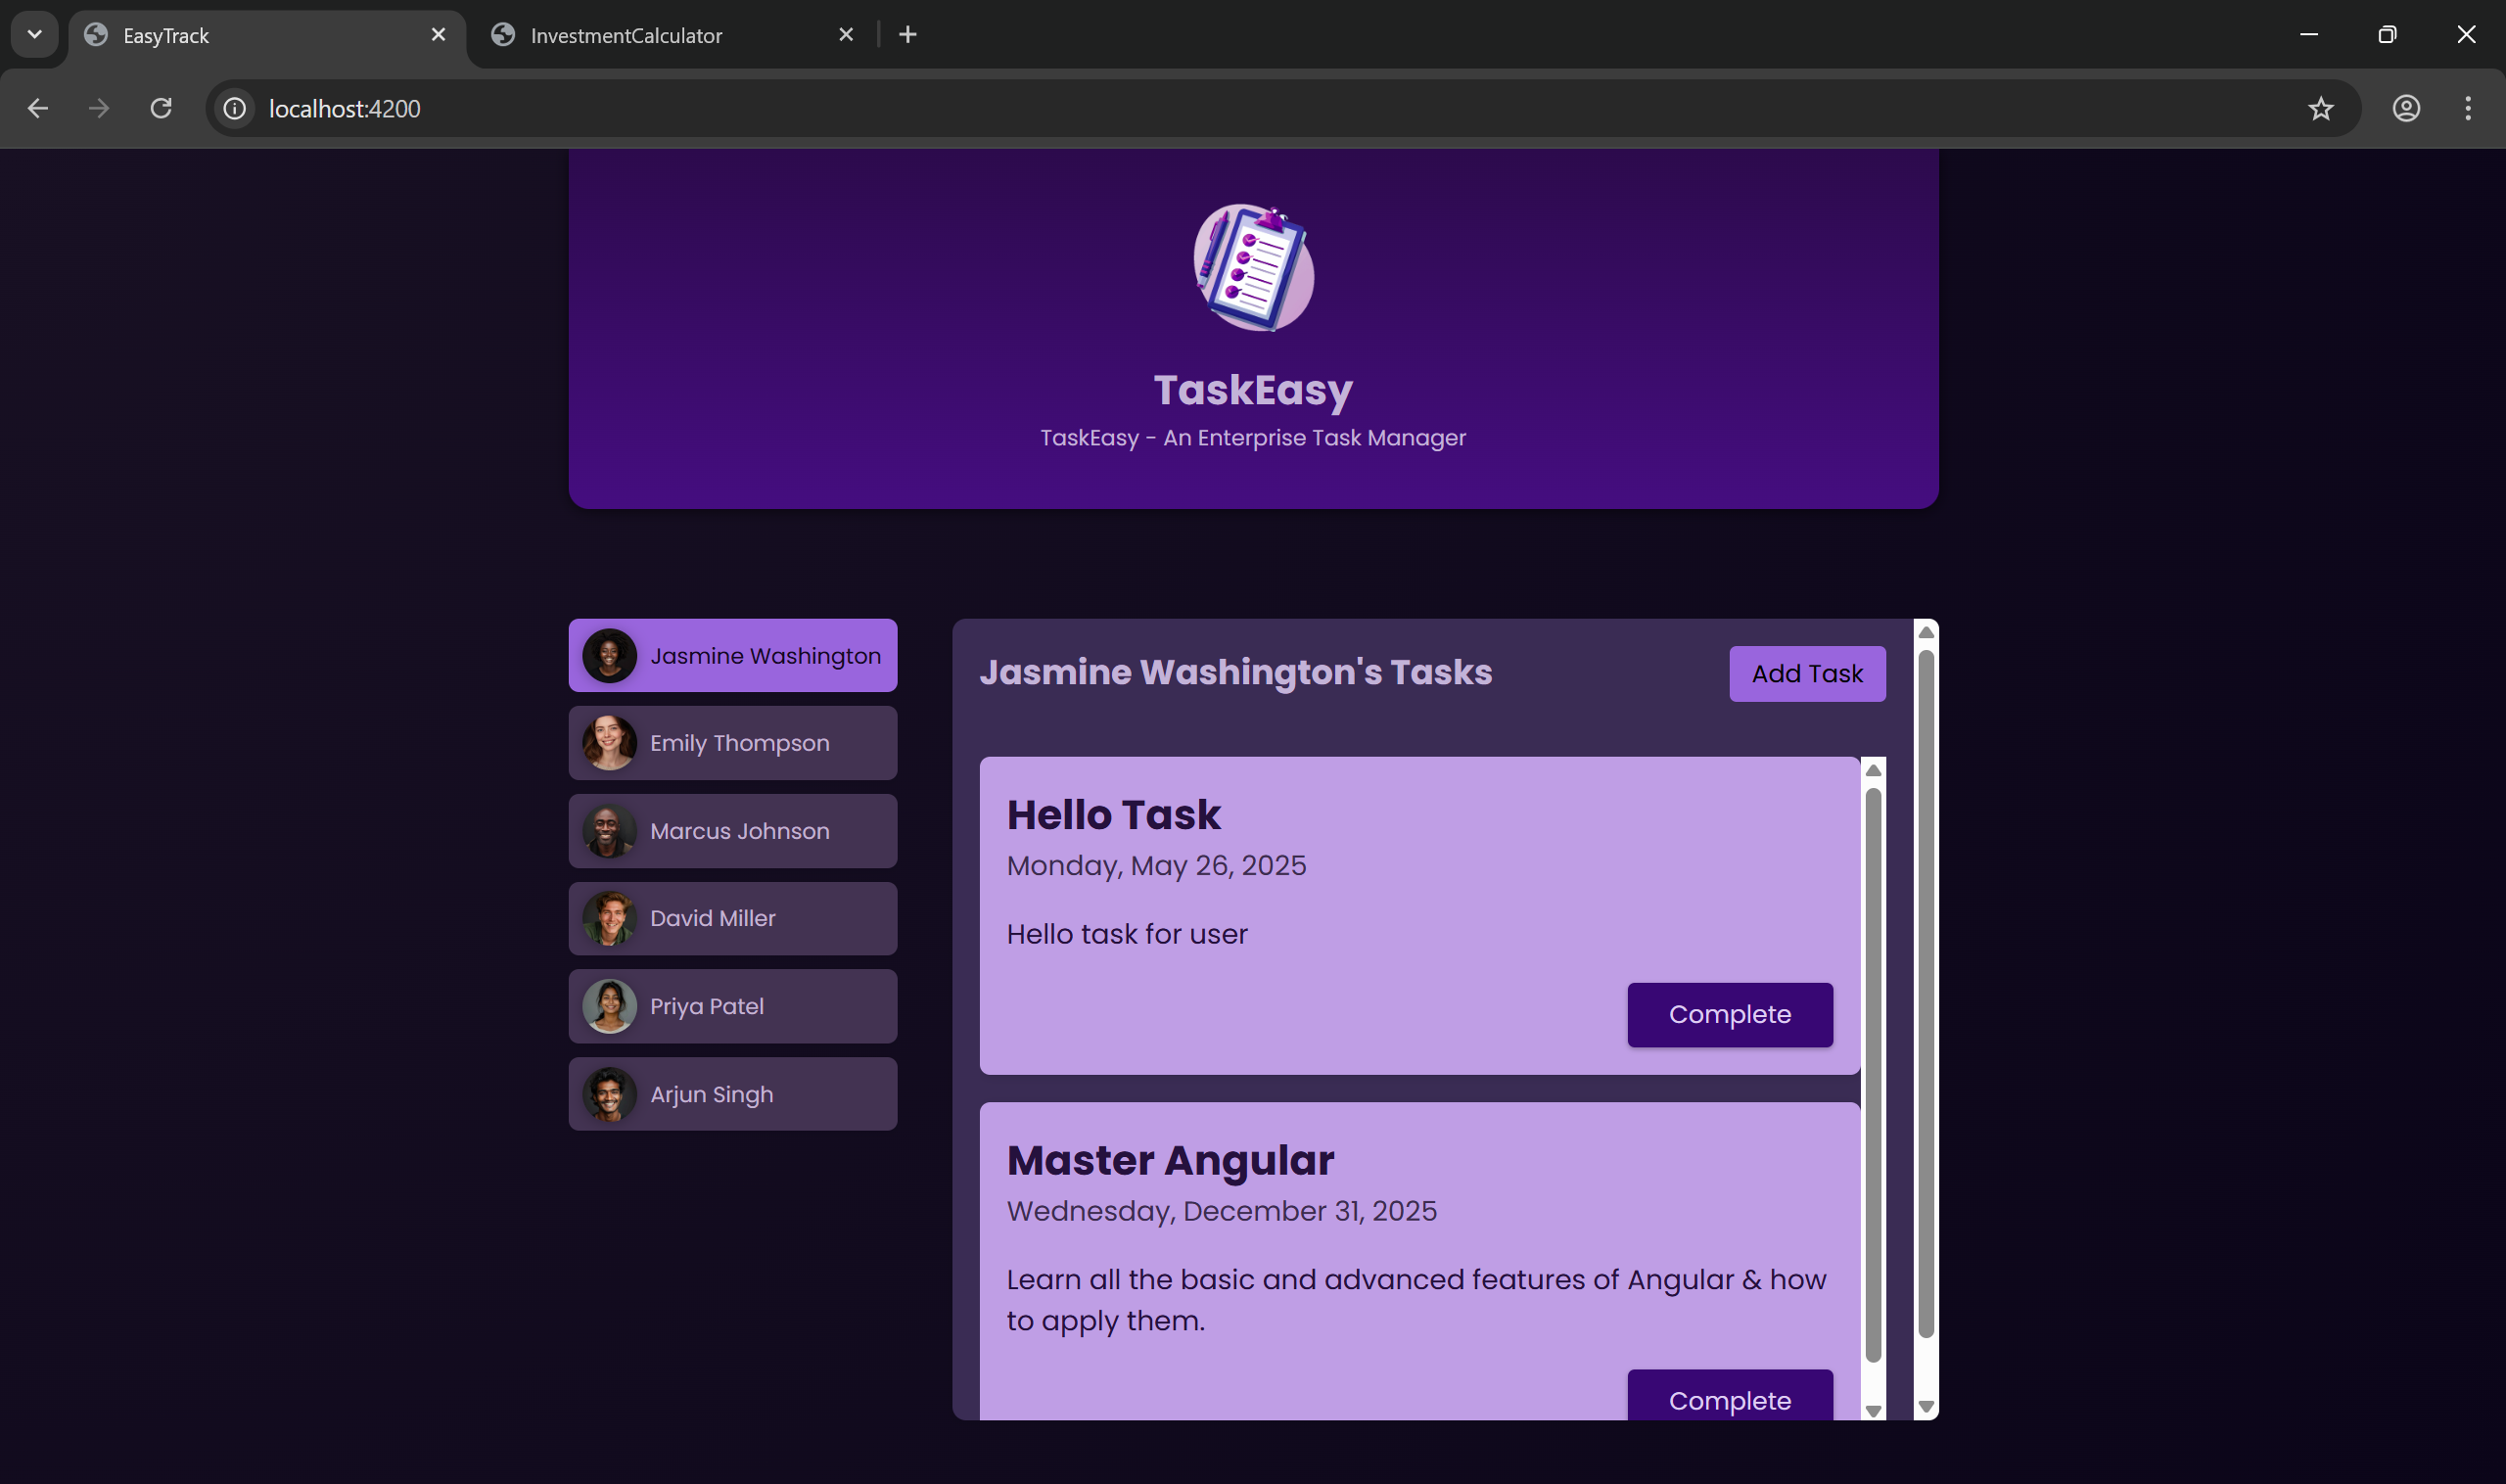 EasyTrack
InvestmentCalculator
localhost:4200
TaskEasy
TaskEasy - An Enterprise Task Manager
Jasmine Washington
Emily Thompson
Marcus Johnson
David Miller
Priya Patel
Arjun Singh
Jasmine Washington's Tasks
Add Task
Hello Task
Monday, May 26, 2025
Hello task for user
Complete
Master Angular
Wednesday, December 31, 2025
Learn all the basic and advanced features of Angular & how
to apply them.
Complete